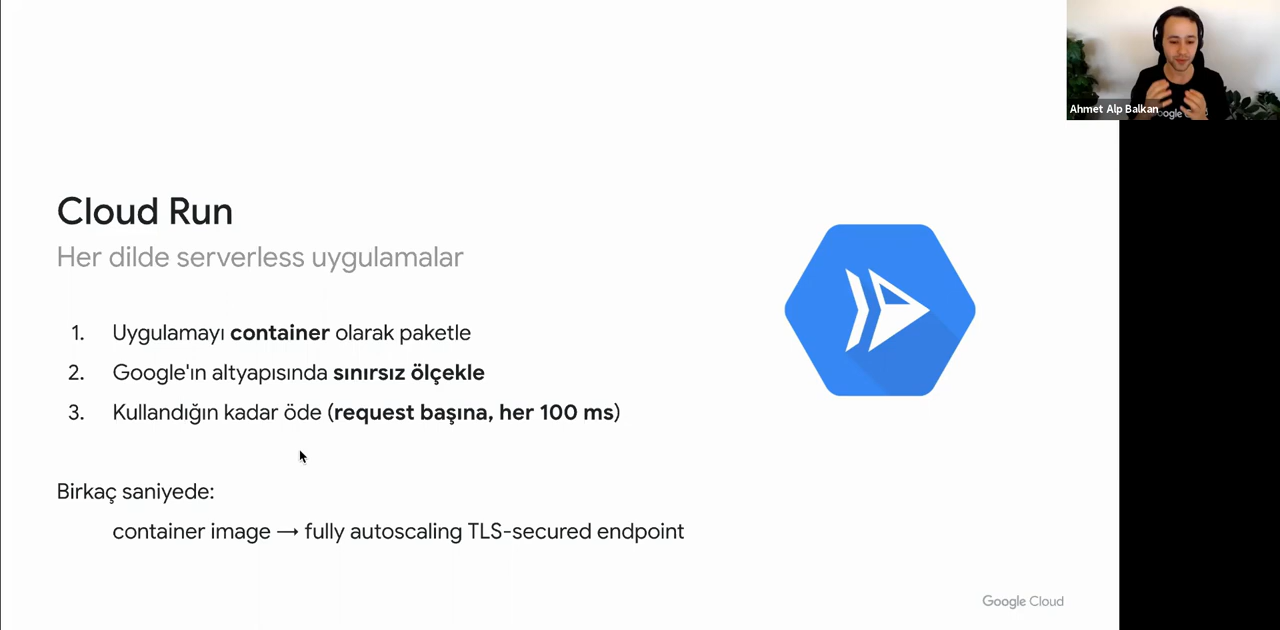 Ahmet Alp Balkan
Cloud Run
Her dilde serverless uygulamalar
1. Uygulamayı container olarak paketle
2. Google'ın altyapısında sınırsız ölçekle
3. Kullandığın kadar öde (request başına, her 100 ms)
Birkaç saniyede:
container image → fully autoscaling TLS-secured endpoint
Google Cloud